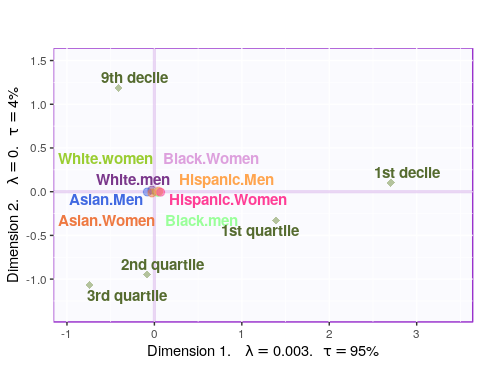 1.5
9th decile
1.0
0.5
White.women Black.Women
1st decile
White.men Hispanic.Men
0.0
Asian.Men Hispanic.Women
Asian.Women Black.men
1st quartile
-0.5
2nd quartile
-1.0
3rd quartile
-1 0 1 2 3
Dimension 1. λ = 0.003. τ = 95%
Dimension 2. λ = 0. τ = 4%